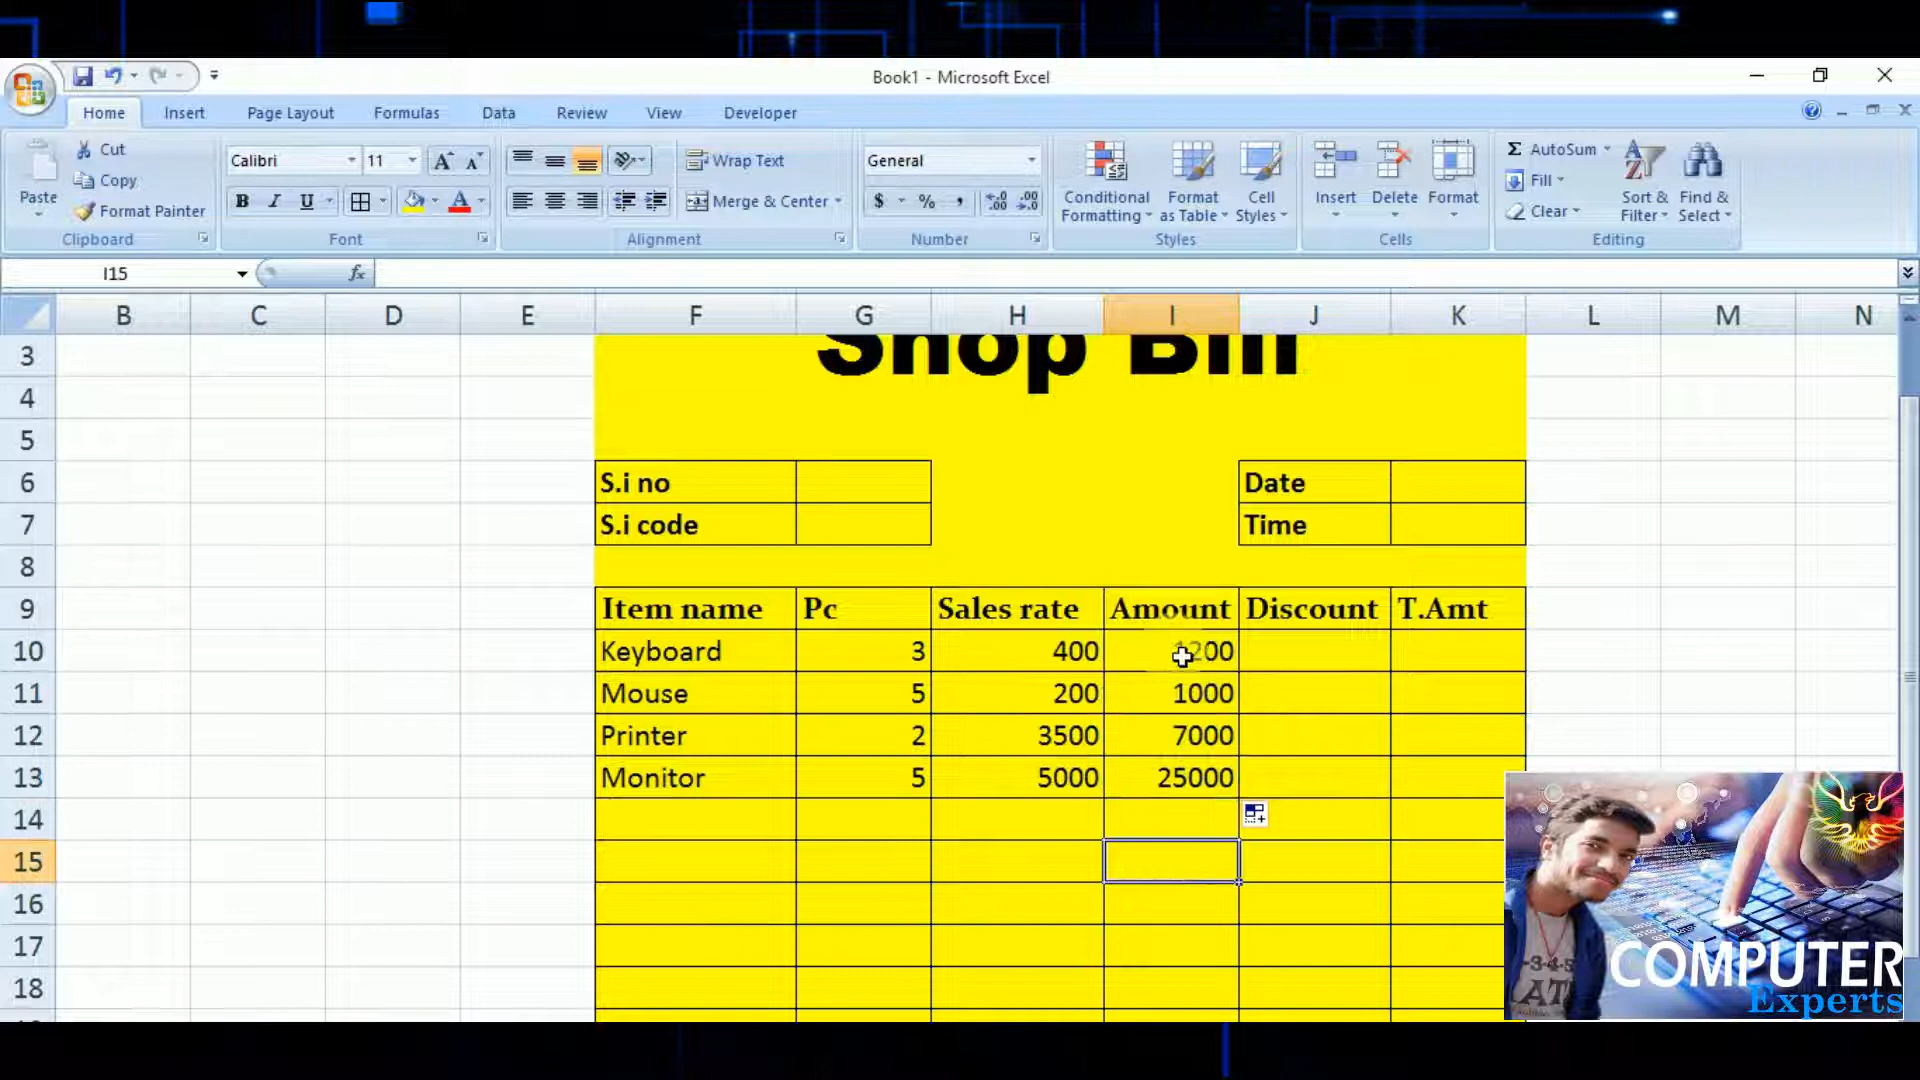 Book1 - Microsoft Excel
Home Insert Page Layout Formulas Data Review View Developer
Paste Cut Copy Format Painter
Clipboard
Calibri 11
B I U
Font
Wrap Text
Merge & Center
Alignment
General
$ % ,
Number
Conditional Formatting Format as Table Cell Styles
Styles
Insert Delete Format
Cells
Σ AutoSum
Fill
Clear
Sort & Filter Find & Select
Editing
I15 fx
B C D E F G H I J K L M N
3 Shop Bill
4
5
6 S.i no Date
7 S.i code Time
8
9 Item name Pc Sales rate Amount Discount T.Amt
10 Keyboard 3 400 1200
11 Mouse 5 200 1000
12 Printer 2 3500 7000
13 Monitor 5 5000 25000
14
15
16
17
18
-3-4-5
COMPUTER
Experts